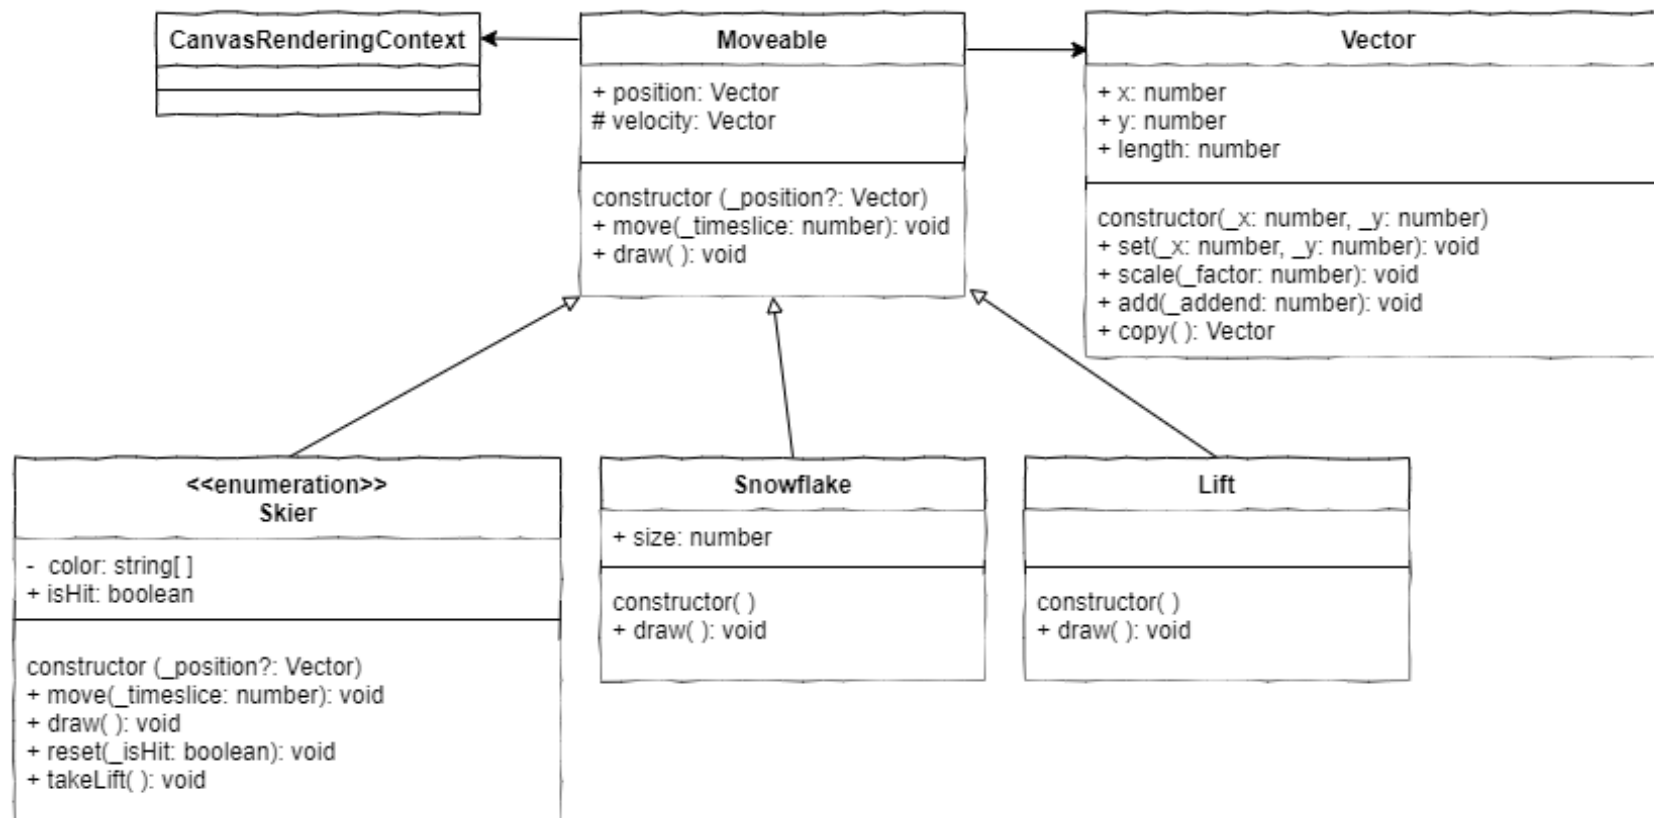 CanvasRenderingContext
Moveable
+ position: Vector
# velocity: Vector
constructor (_position?: Vector)
+ move(_timeslice: number): void
+ draw( ): void
Vector
+ x: number
+ y: number
+ length: number
constructor(_x: number, _y: number)
+ set(_x: number, _y: number): void
+ scale(_factor: number): void
+ add(_addend: number): void
+ copy( ): Vector
<<enumeration>>
Skier
- color: string[ ]
+ isHit: boolean
constructor (_position?: Vector)
+ move(_timeslice: number): void
+ draw( ): void
+ reset(_isHit: boolean): void
+ takeLift( ): void
Snowflake
+ size: number
constructor( )
+ draw( ): void
Lift
constructor( )
+ draw( ): void